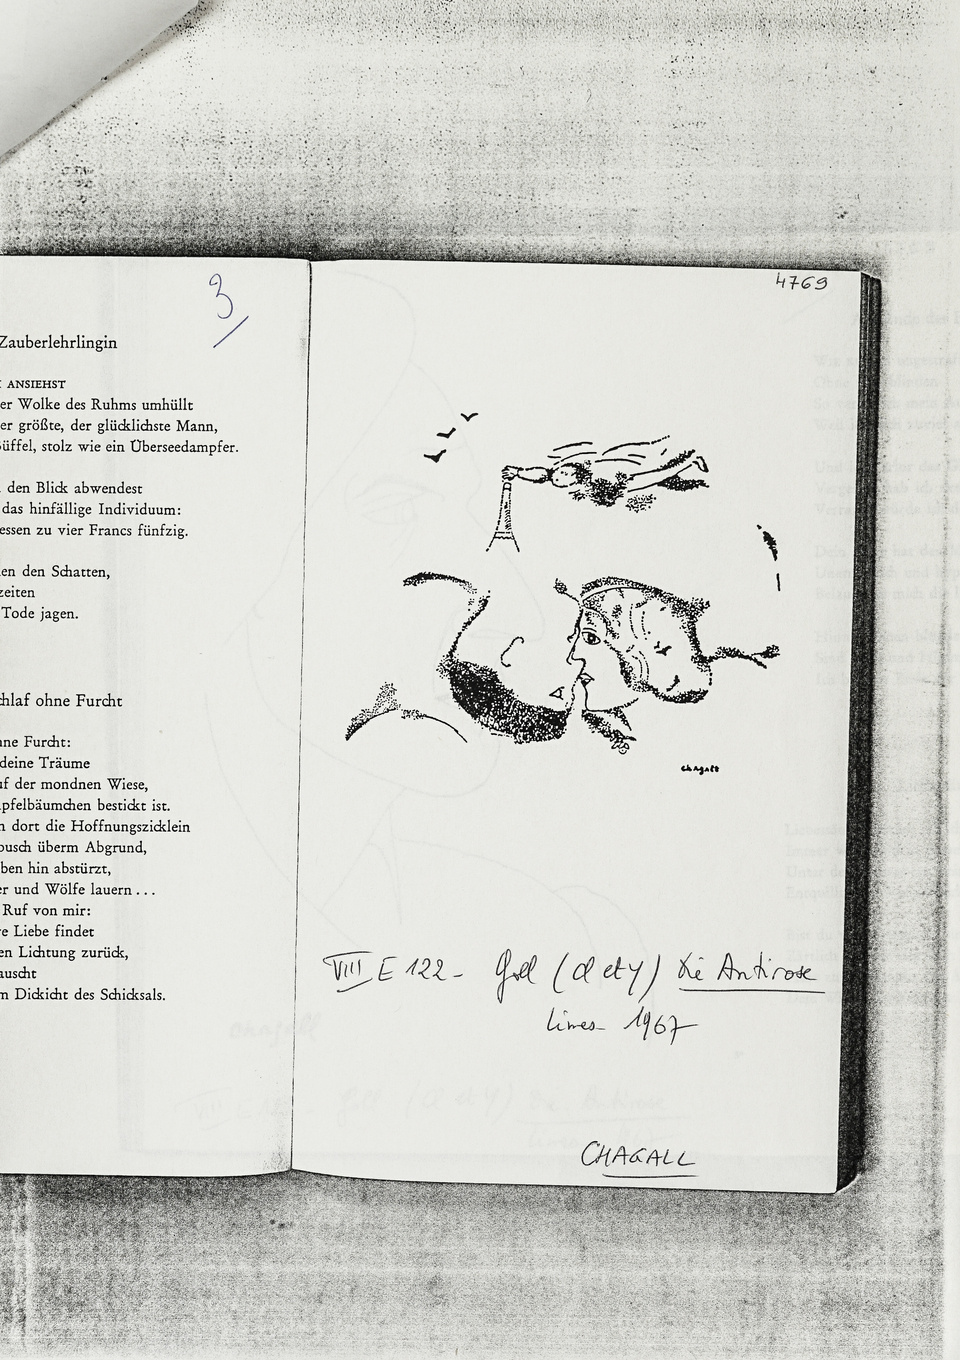 3
Zauberlehrlingin
ANSIEHST
er Wolke des Ruhms umhüllt
er größte, der glücklichste Mann,
üffel, stolz wie ein Überseedampfer.
den Blick abwendest
das hinfällige Individuum:
essen zu vier Francs fünfzig.
en den Schatten,
zeiten
Tode jagen.
hlaf ohne Furcht
ne Furcht:
deine Träume
uf der mondnen Wiese,
pfelbäumchen bestickt ist.
n dort die Hoffnungszicklein
busch überm Abgrund,
ben hin abstürzt,
er und Wölfe lauern...
Ruf von mir:
e Liebe findet
en Lichtung zurück,
auscht
m Dickicht des Schicksals.
4769
chagall
VIII E 122 - Goll (C et Y) Die Antirose
Limes - 1967
CHAGALL